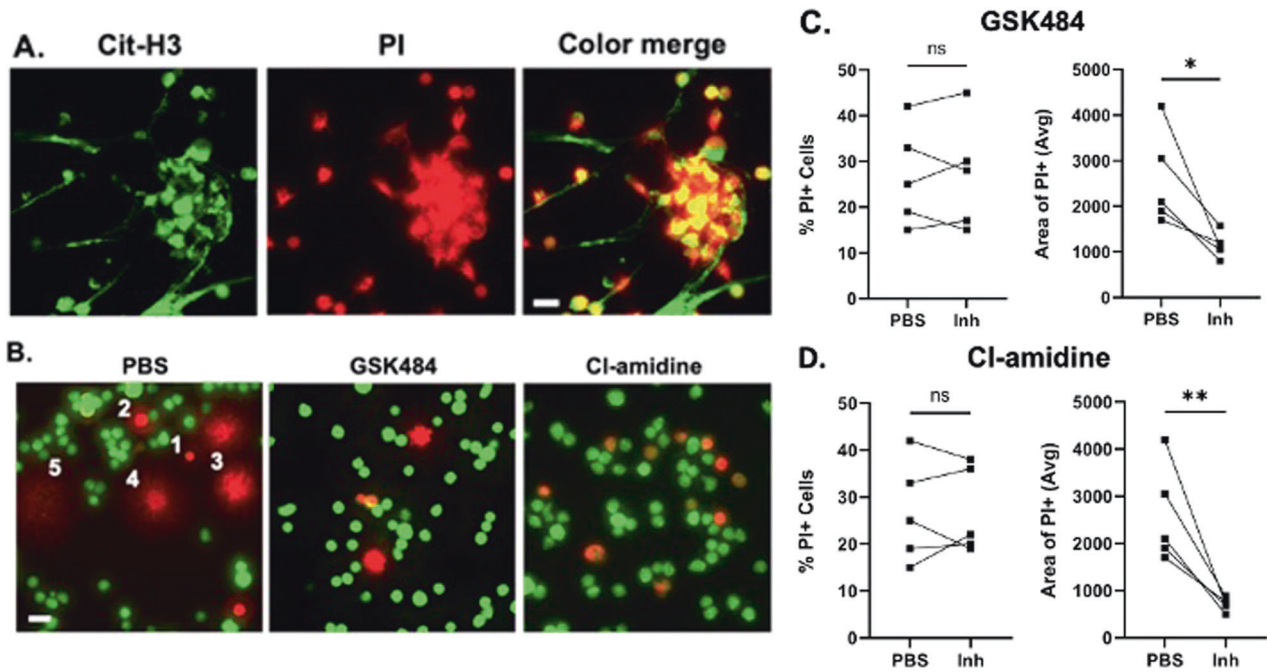 A.
Cit-H3
PI
Color merge
B.
PBS
GSK484
Cl-amidine
1
2
3
4
5
C.
GSK484
ns
% PI+ Cells
50
40
30
20
10
0
PBS
Inh
*
Area of PI+ (Avg)
5000
4000
3000
2000
1000
0
PBS
Inh
D.
Cl-amidine
ns
% PI+ Cells
50
40
30
20
10
0
PBS
Inh
**
Area of PI+ (Avg)
5000
4000
3000
2000
1000
0
PBS
Inh